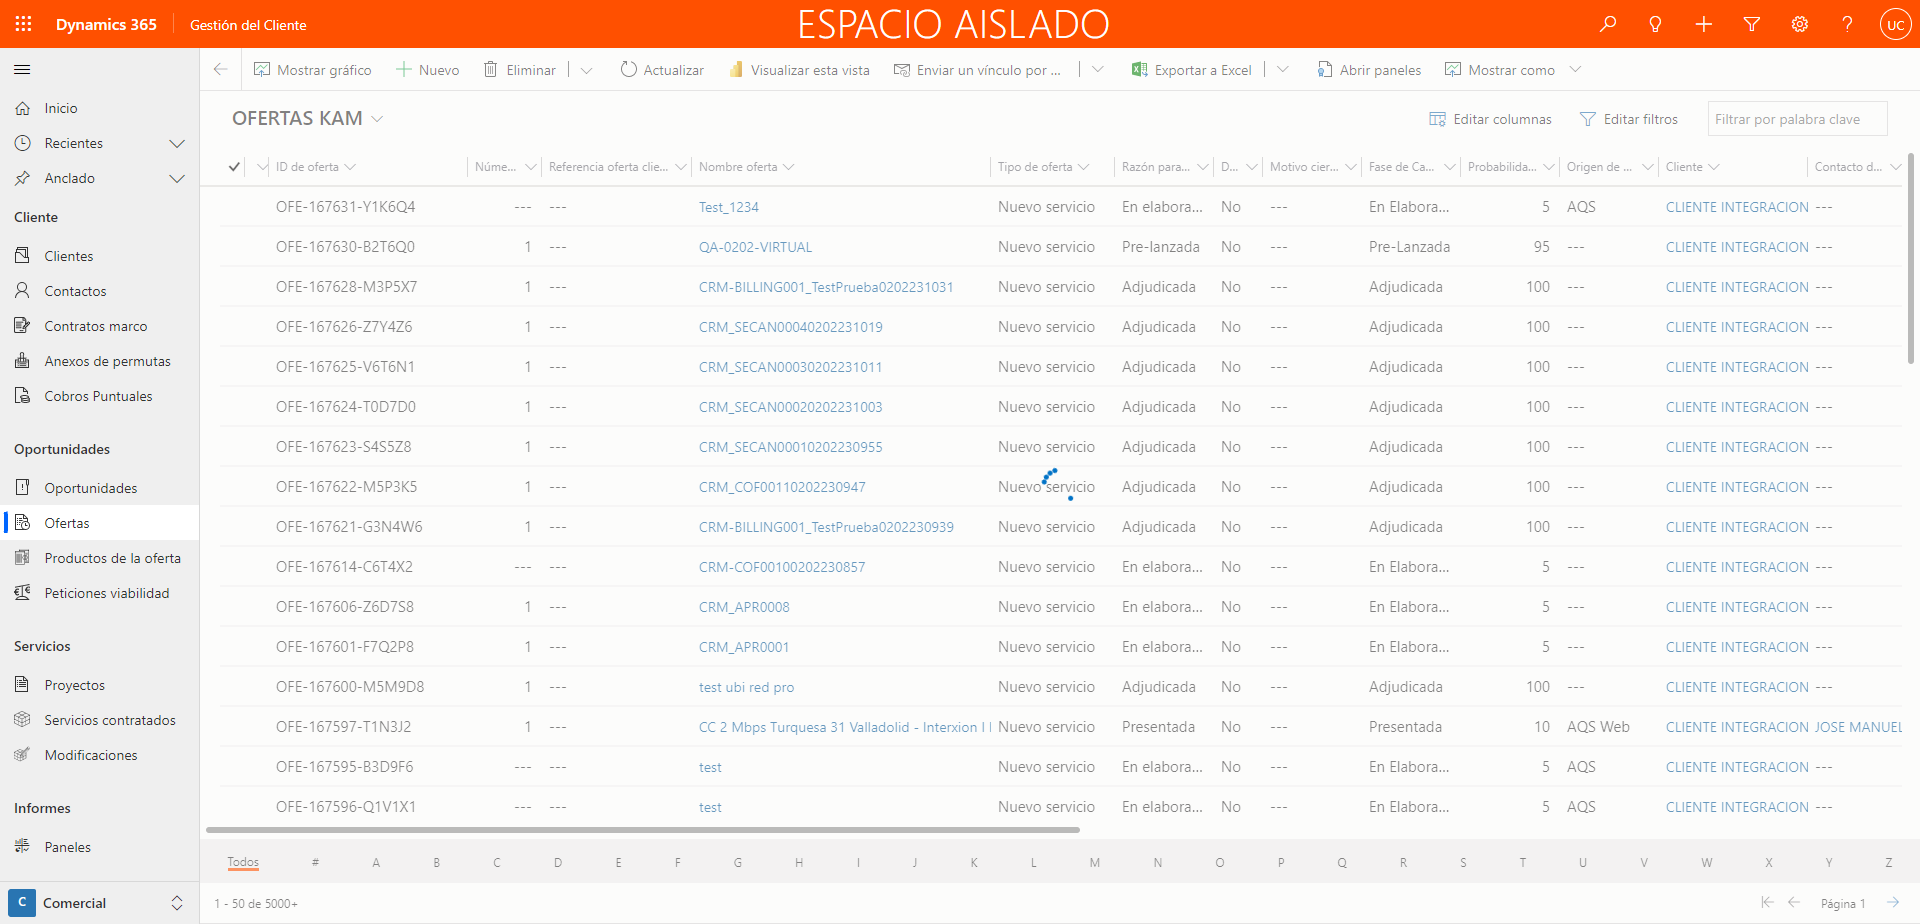 Dynamics 365
Gestión del Cliente
ESPACIO AISLADO
UC
Mostrar gráfico
Nuevo
Eliminar
Actualizar
Visualizar esta vista
Enviar un vínculo por ...
Exportar a Excel
Abrir paneles
Mostrar como
Inicio
Recientes
Anclado
Cliente
Clientes
Contactos
Contratos marco
Anexos de permutas
Cobros Puntuales
Oportunidades
Oportunidades
Ofertas
Productos de la oferta
Peticiones viabilidad
Servicios
Proyectos
Servicios contratados
Modificaciones
Informes
Paneles
C Comercial
OFERTAS KAM
Editar columnas
Editar filtros
Filtrar por palabra clave
ID de oferta Núme... Referencia oferta clie... Nombre oferta Tipo de oferta Razón para... D... Motivo cier... Fase de Ca... Probabilida... Origen de ... Cliente Contacto d...
OFE-167631-Y1K6Q4 --- --- Test_1234 Nuevo servicio En elabora... No --- En Elabora... 5 AQS CLIENTE INTEGRACION ---
OFE-167630-B2T6Q0 1 --- QA-0202-VIRTUAL Nuevo servicio Pre-lanzada No --- Pre-Lanzada 95 --- CLIENTE INTEGRACION ---
OFE-167628-M3P5X7 1 --- CRM-BILLING001_TestPrueba0202231031 Nuevo servicio Adjudicada No --- Adjudicada 100 --- CLIENTE INTEGRACION ---
OFE-167626-Z7Y4Z6 1 --- CRM_SECAN00040202231019 Nuevo servicio Adjudicada No --- Adjudicada 100 --- CLIENTE INTEGRACION ---
OFE-167625-V6T6N1 1 --- CRM_SECAN00030202231011 Nuevo servicio Adjudicada No --- Adjudicada 100 --- CLIENTE INTEGRACION ---
OFE-167624-T0D7D0 1 --- CRM_SECAN00020202231003 Nuevo servicio Adjudicada No --- Adjudicada 100 --- CLIENTE INTEGRACION ---
OFE-167623-S4S5Z8 1 --- CRM_SECAN00010202230955 Nuevo servicio Adjudicada No --- Adjudicada 100 --- CLIENTE INTEGRACION ---
OFE-167622-M5P3K5 1 --- CRM_COF00110202230947 Nuevo servicio Adjudicada No --- Adjudicada 100 --- CLIENTE INTEGRACION ---
OFE-167621-G3N4W6 1 --- CRM-BILLING001_TestPrueba0202230939 Nuevo servicio Adjudicada No --- Adjudicada 100 --- CLIENTE INTEGRACION ---
OFE-167614-C6T4X2 --- --- CRM-COF00100202230857 Nuevo servicio En elabora... No --- En Elabora... 5 --- CLIENTE INTEGRACION ---
OFE-167606-Z6D7S8 1 --- CRM_APR0008 Nuevo servicio En elabora... No --- En Elabora... 5 --- CLIENTE INTEGRACION ---
OFE-167601-F7Q2P8 1 --- CRM_APR0001 Nuevo servicio En elabora... No --- En Elabora... 5 --- CLIENTE INTEGRACION ---
OFE-167600-M5M9D8 1 --- test ubi red pro Nuevo servicio Adjudicada No --- Adjudicada 100 --- CLIENTE INTEGRACION ---
OFE-167597-T1N3J2 1 --- CC 2 Mbps Turquesa 31 Valladolid - Interxion I Nuevo servicio Presentada No --- Presentada 10 AQS Web CLIENTE INTEGRACION JOSE MANUEL
OFE-167595-B3D9F6 --- --- test Nuevo servicio En elabora... No --- En Elabora... 5 AQS CLIENTE INTEGRACION ---
OFE-167596-Q1V1X1 --- --- test Nuevo servicio En elabora... No --- En Elabora... 5 AQS CLIENTE INTEGRACION ---
Todos # A B C D E F G H I J K L M N O P Q R S T U V W X Y Z
1 - 50 de 5000+
Página 1